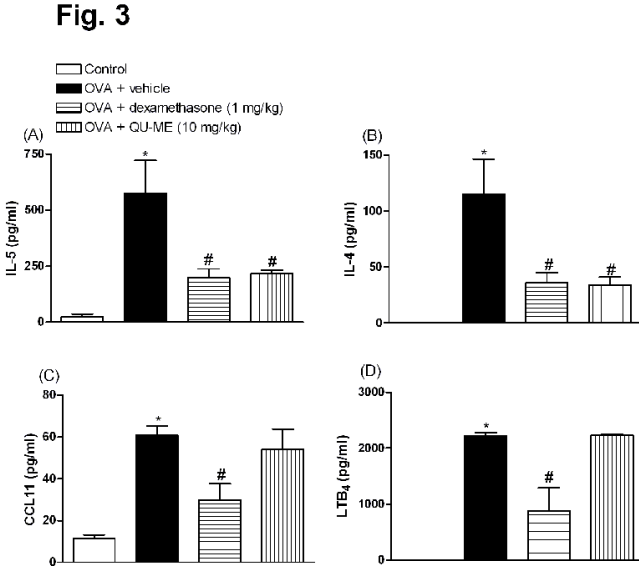 Fig. 3
Control
OVA + vehicle
OVA + dexamethasone (1 mg/kg)
OVA + QU-ME (10 mg/kg)
(A)
IL-5 (pg/ml)
750
500
250
0
*
#
#
(B)
IL-4 (pg/ml)
150
100
50
0
*
#
#
(C)
CCL11 (pg/ml)
80
60
40
20
0
*
#
(D)
LTB4 (pg/ml)
3000
2000
1000
0
*
#